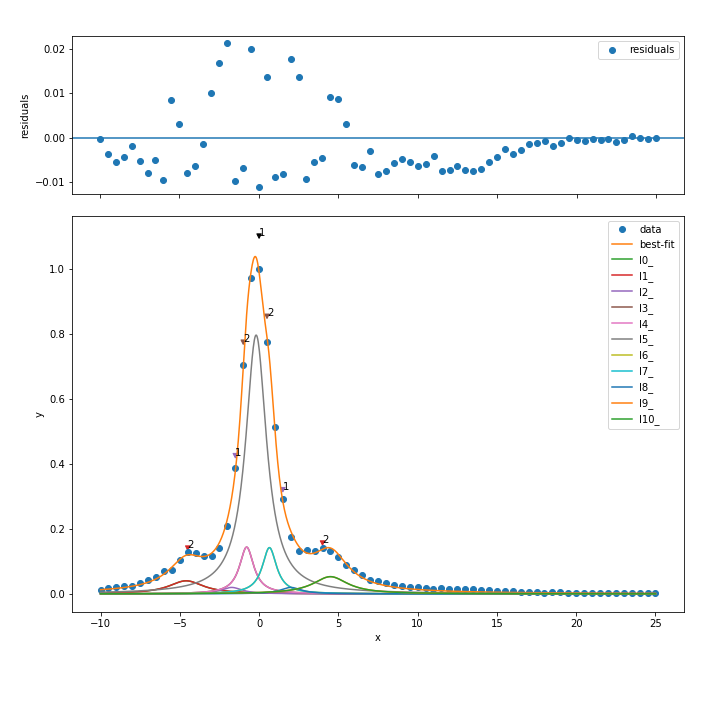 0.02
0.01
0.00
−0.01
residuals
residuals
1.0
0.8
0.6
0.4
0.2
0.0
y
1
2
2
1
1
2
2
data
best-fit
l0_
l1_
l2_
l3_
l4_
l5_
l6_
l7_
l8_
l9_
l10_
−10
−5
0
5
10
15
20
25
x